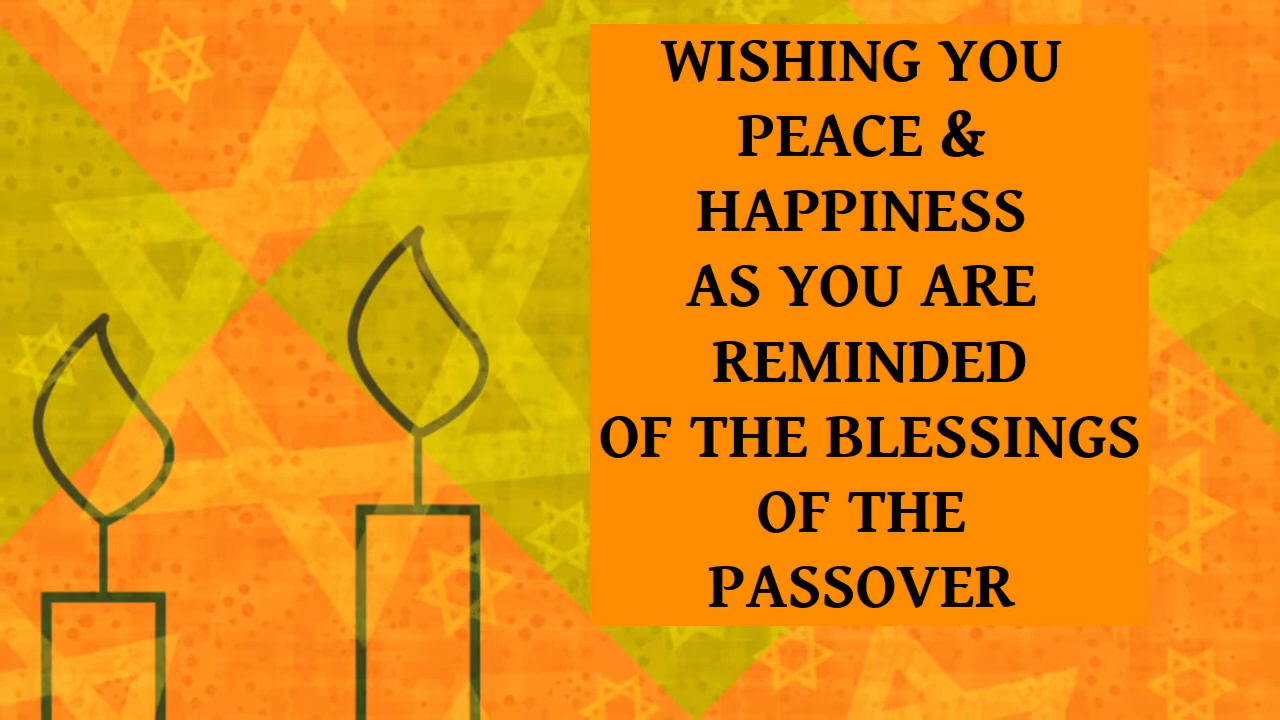 WISHING YOU
PEACE &
HAPPINESS
AS YOU ARE
REMINDED
OF THE BLESSINGS
OF THE
PASSOVER